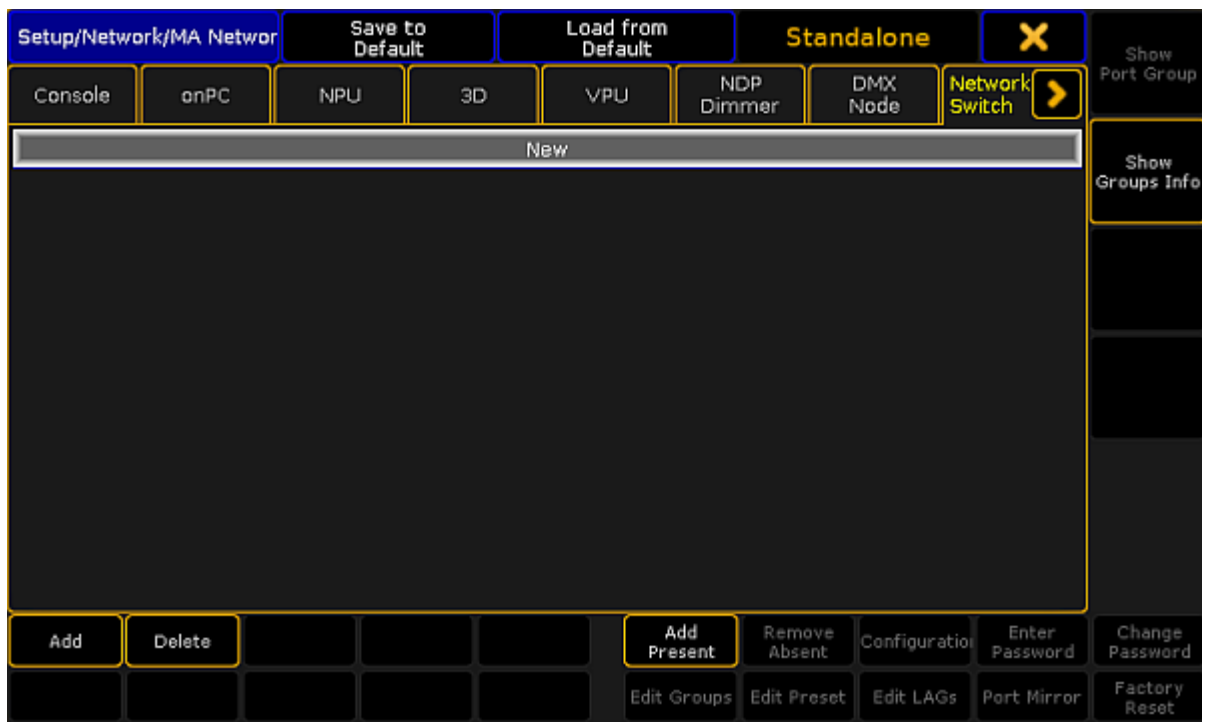 Setup/Network/MA Networ
Save to
Default
Load from
Default
Standalone
Show
Port Group
Console
onPC
NPU
3D
VPU
NDP
Dimmer
DMX
Node
Network
Switch
New
Show
Groups Info
Add
Delete
Add
Present
Remove
Absent
Configuratio
Enter
Password
Change
Password
Edit Groups
Edit Preset
Edit LAGs
Port Mirror
Factory
Reset